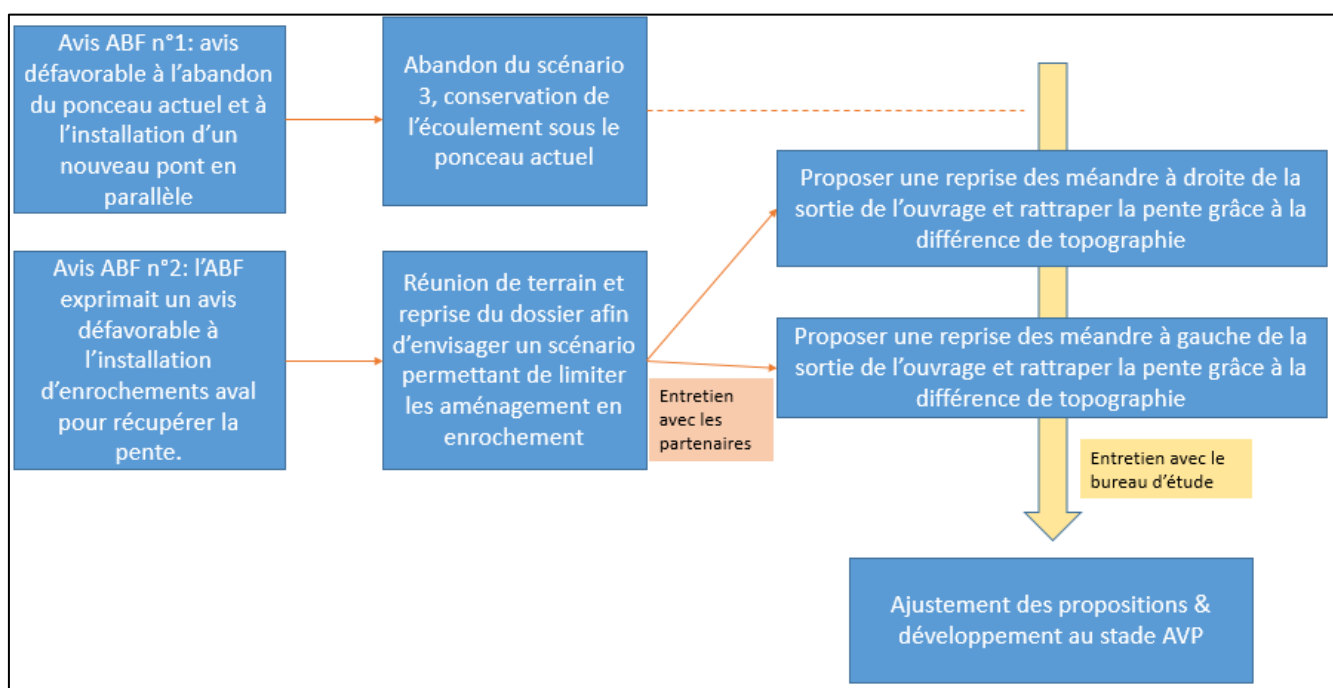 Avis ABF n°1: avis
défavorable à l'abandon
du ponceau actuel et à
l'installation d'un
nouveau pont en
parallèle
Abandon du scénario
3, conservation de
l'écoulement sous le
ponceau actuel
Proposer une reprise des méandre à droite de la
sortie de l'ouvrage et rattraper la pente grâce à la
différence de topographie
Avis ABF n°2: l'ABF
exprimait un avis
défavorable à
l'installation
d'enrochements aval
pour récupérer la
pente.
Réunion de terrain et
reprise du dossier afin
d'envisager un scénario
permettant de limiter
les aménagement en
enrochement
Entretien
avec les
partenaires
Proposer une reprise des méandre à gauche de la
sortie de l'ouvrage et rattraper la pente grâce à la
différence de topographie
Entretien avec le
bureau d'étude
Ajustement des propositions &
développement au stade AVP